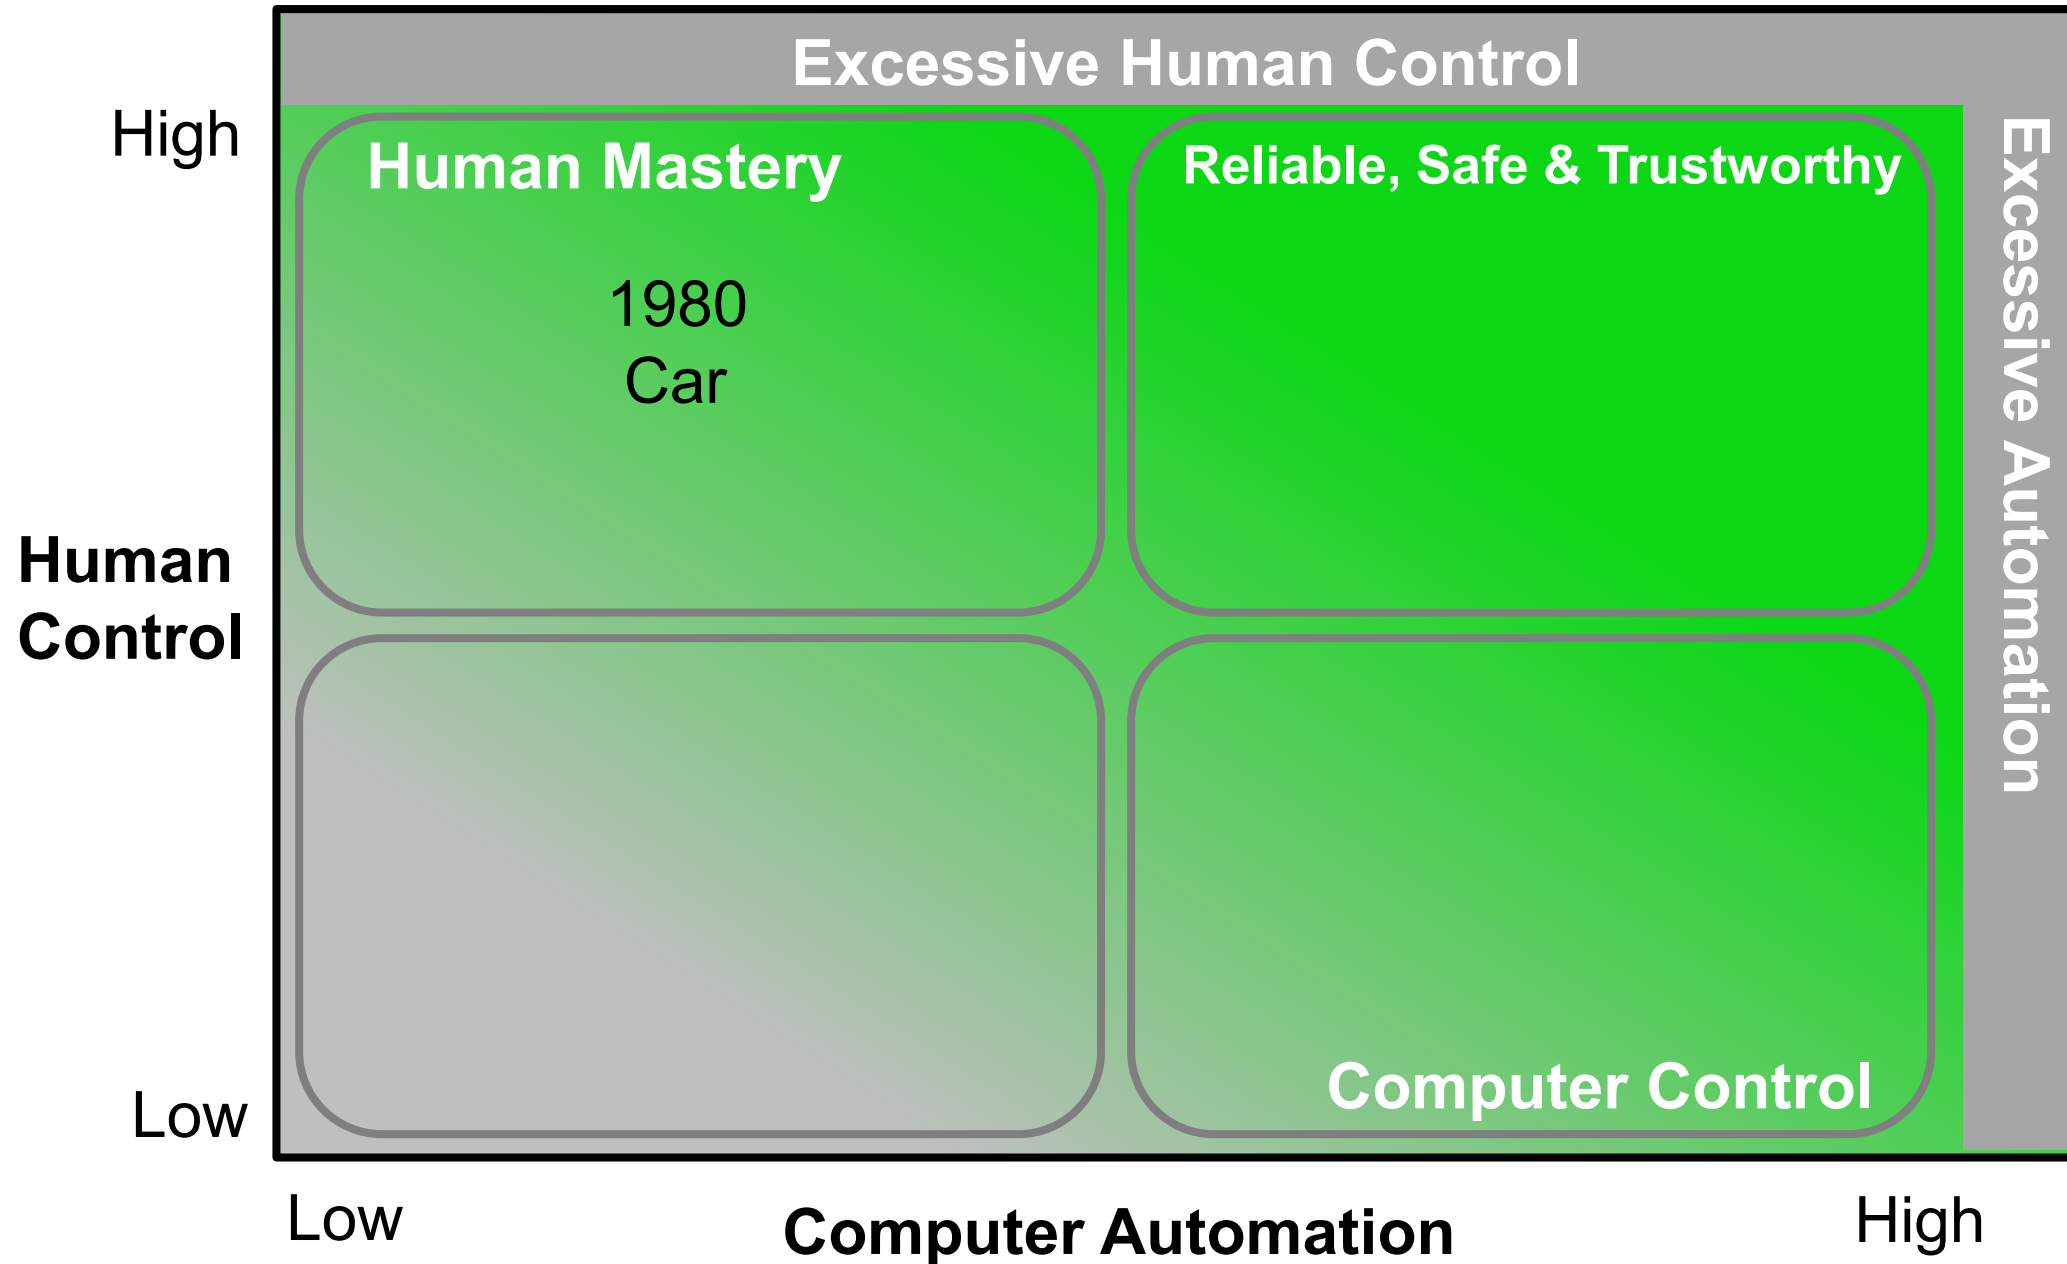 Excessive Human Control
High
Human Mastery
Reliable, Safe & Trustworthy
Excessive Automation
1980
Car
Human
Control
Computer Control
Low
Low
Computer Automation
High